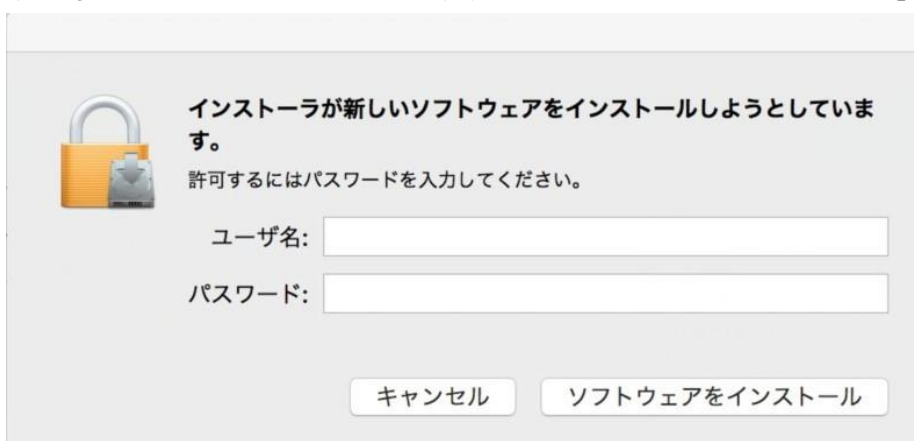 インストーラが新しいソフトウェアをインストールしようとしていま
す。
許可するにはパスワードを入力してください。
ユーザ名:
パスワード:
キャンセル
ソフトウェアをインストール